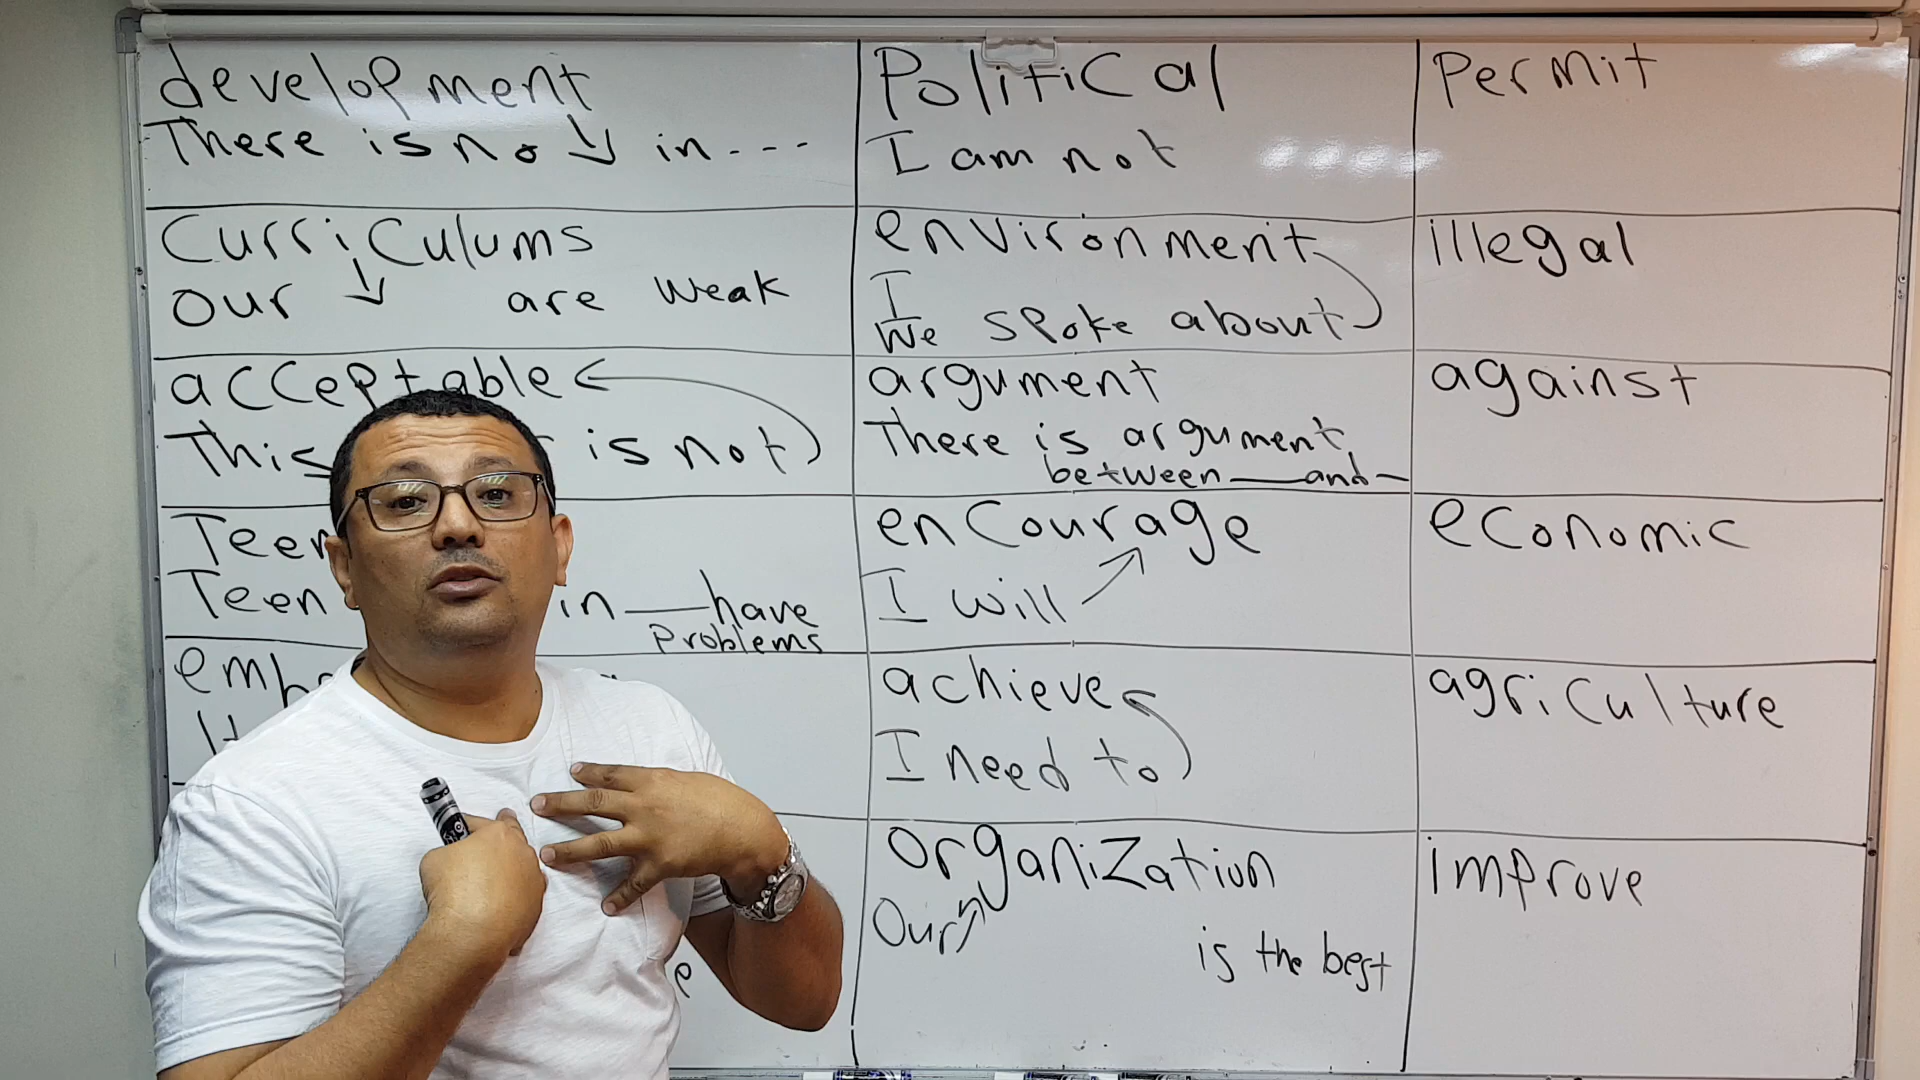 development
There is no ↓ in ---
Curriculums
our ↓ are weak
acceptable
This is not
Teen in ___ have
Problems
Political
I am not
environment
I
We spoke about
argument
There is argument
between ___ and _
encourage
I will
achieve
I need to
organization
Our
is the best
Permit
illegal
against
economic
agriculture
improve